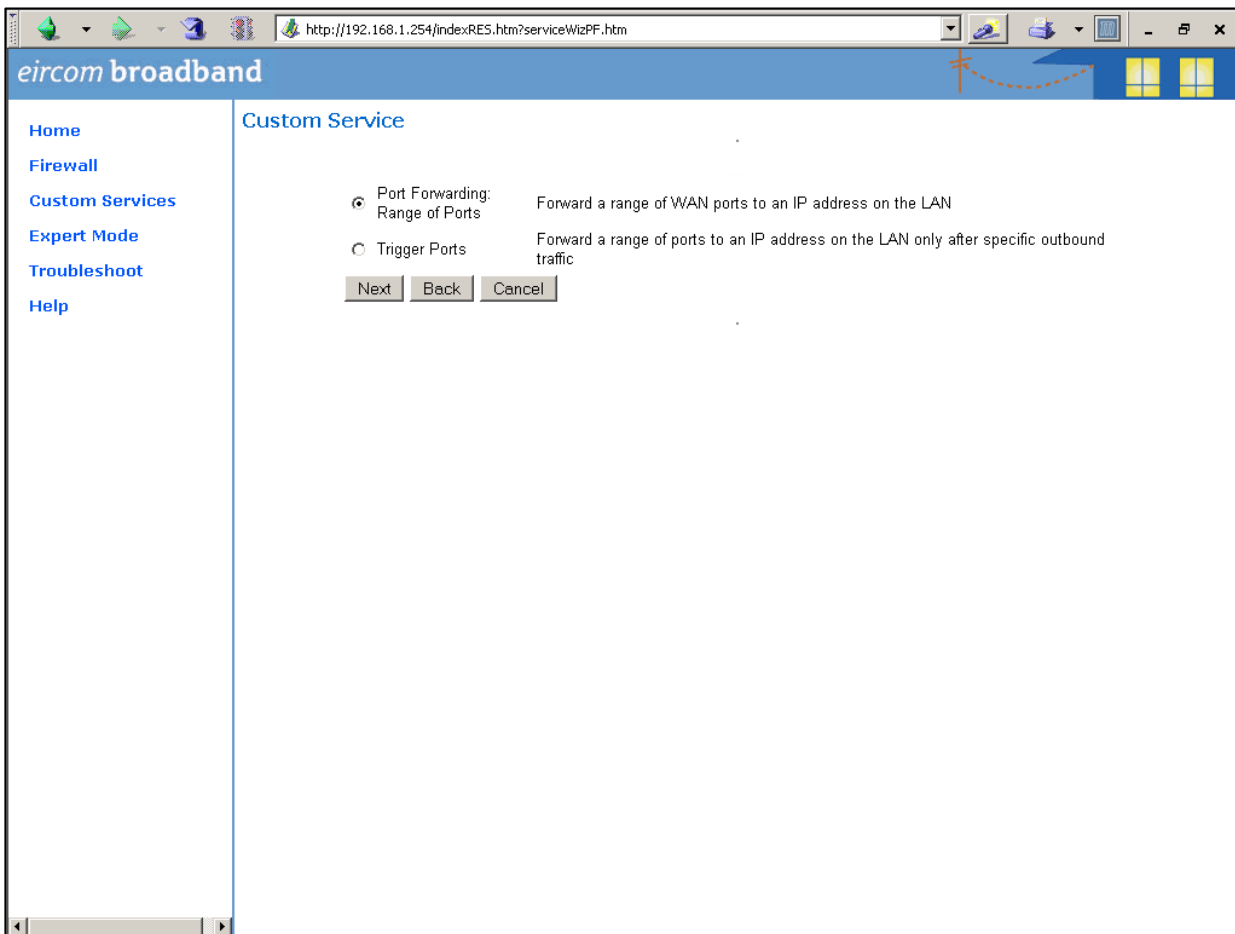 http://192.168.1.254/indexRES.htm?serviceWizPF.htm
eircom broadband
Home
Firewall
Custom Services
Expert Mode
Troubleshoot
Help
Custom Service
Port Forwarding:
Range of Ports
Forward a range of WAN ports to an IP address on the LAN
Trigger Ports
Forward a range of ports to an IP address on the LAN only after specific outbound
traffic
Next Back Cancel